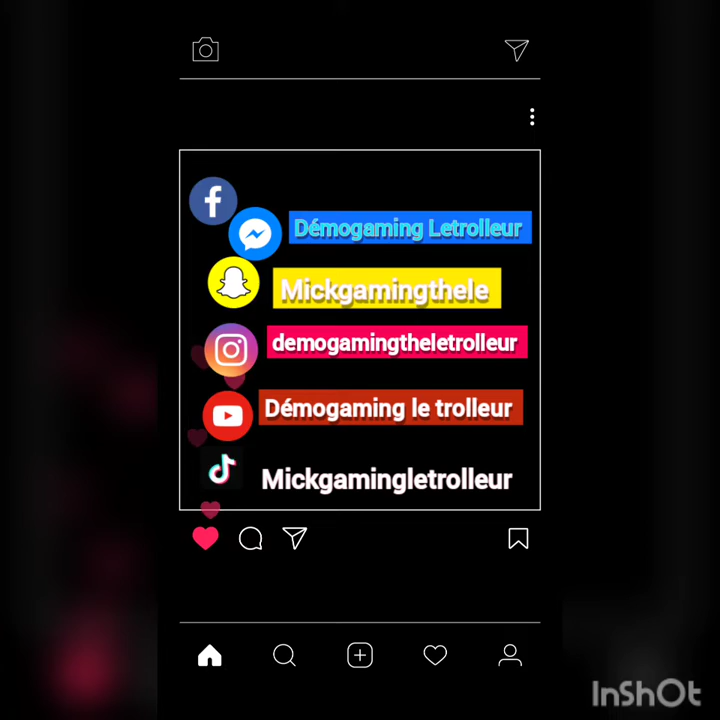 Démogaming Letrolleur
Mickgamingthele
demogamingtheletrolleur
Démogaming le trolleur
Mickgamingletrolleur
InShOt